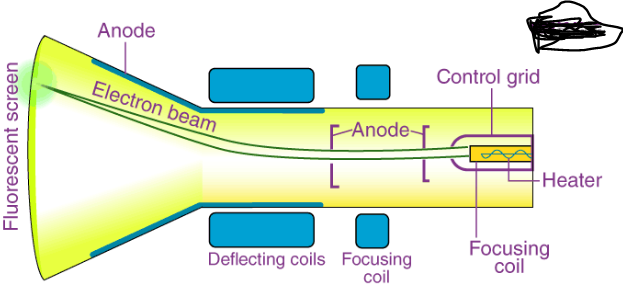 Anode
Control grid
Fluorescent screen
Electron beam
Anode
Heater
Deflecting coils
Focusing
coil
Focusing
coil